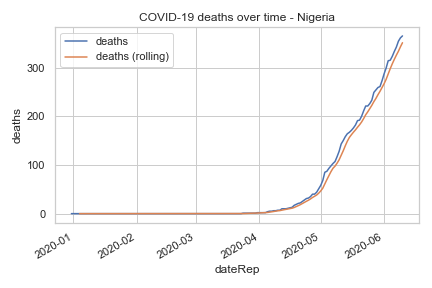 COVID-19 deaths over time - Nigeria
deaths
deaths (rolling)
deaths
300
200
100
0
2020-01
2020-02
2020-03
2020-04
2020-05
2020-06
dateRep